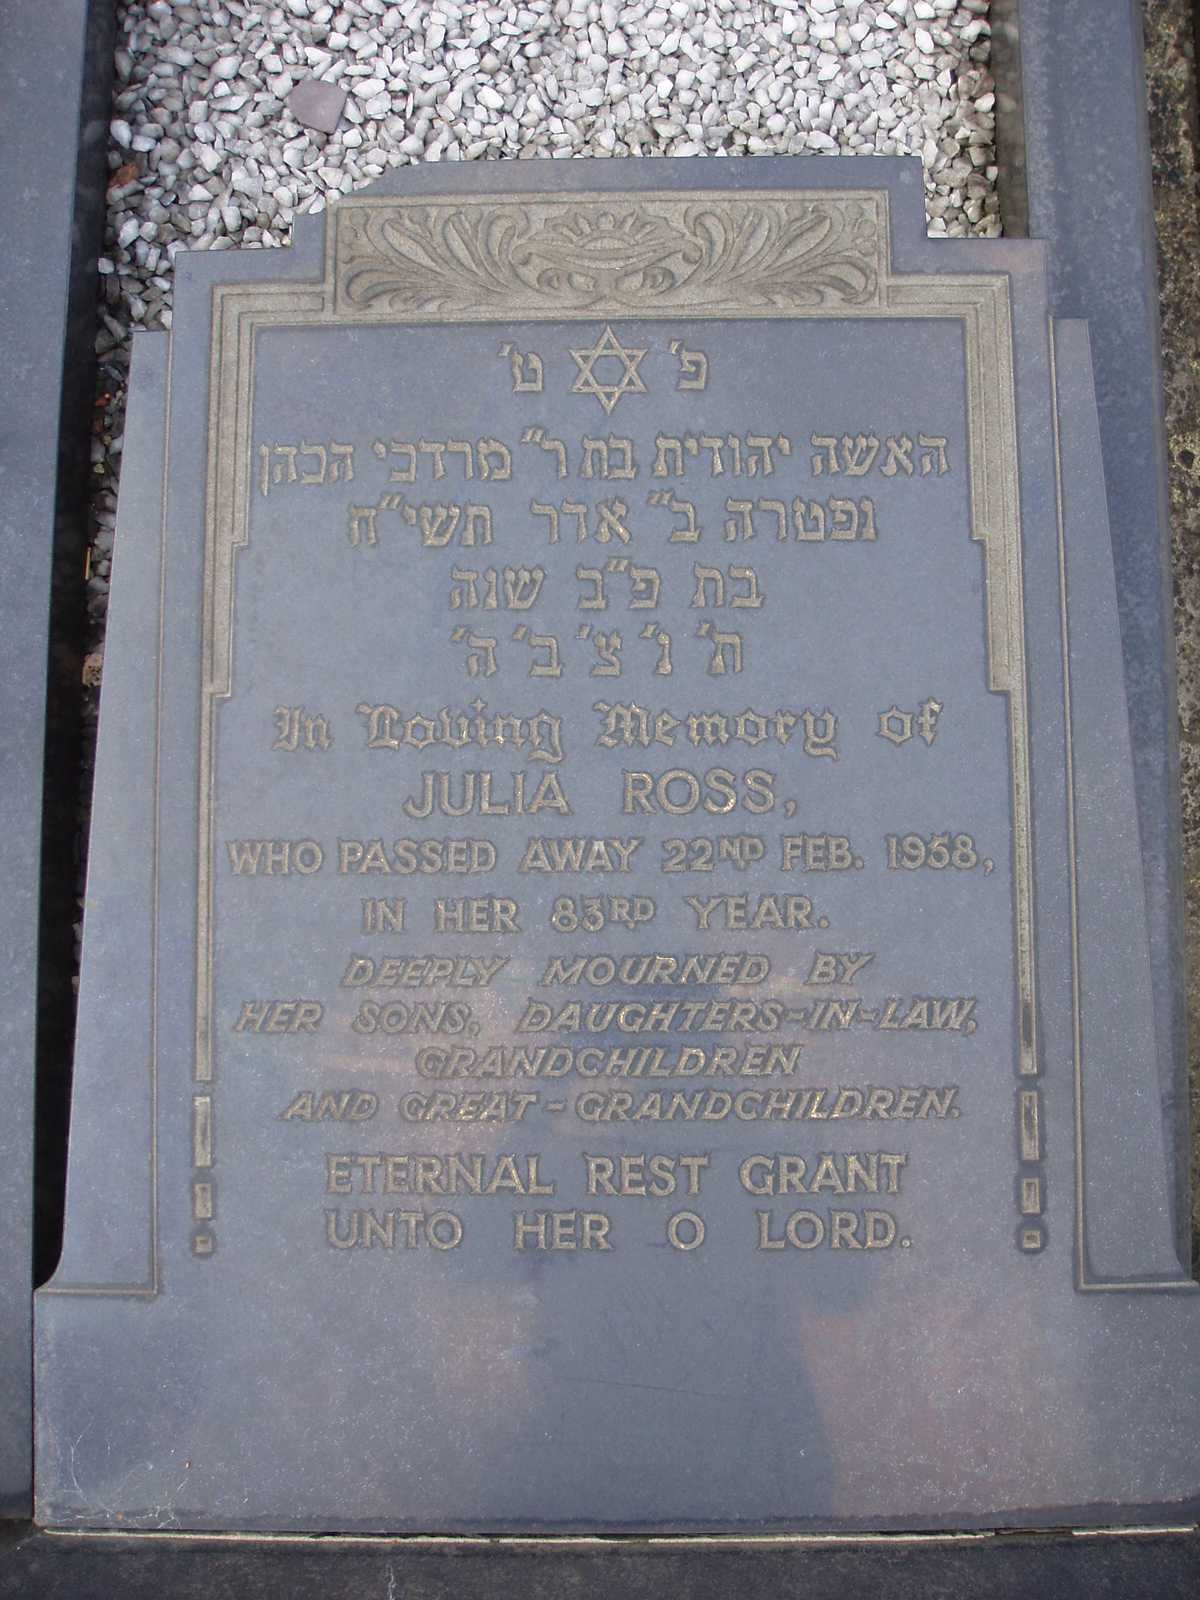 פ' ט'
האשה יהודית בת ר" מרדכי הכהן
נפטרה ב" אדר תשי"ח
בת פ"ב שנה
ת' נ' צ' ב' ה'
In Loving Memory of
JULIA ROSS,
WHO PASSED AWAY 22ND FEB. 1958,
IN HER 83RD YEAR.
DEEPLY MOURNED BY
HER SONS, DAUGHTERS-IN-LAW,
GRANDCHILDREN
AND GREAT-GRANDCHILDREN.
ETERNAL REST GRANT
UNTO HER O LORD.